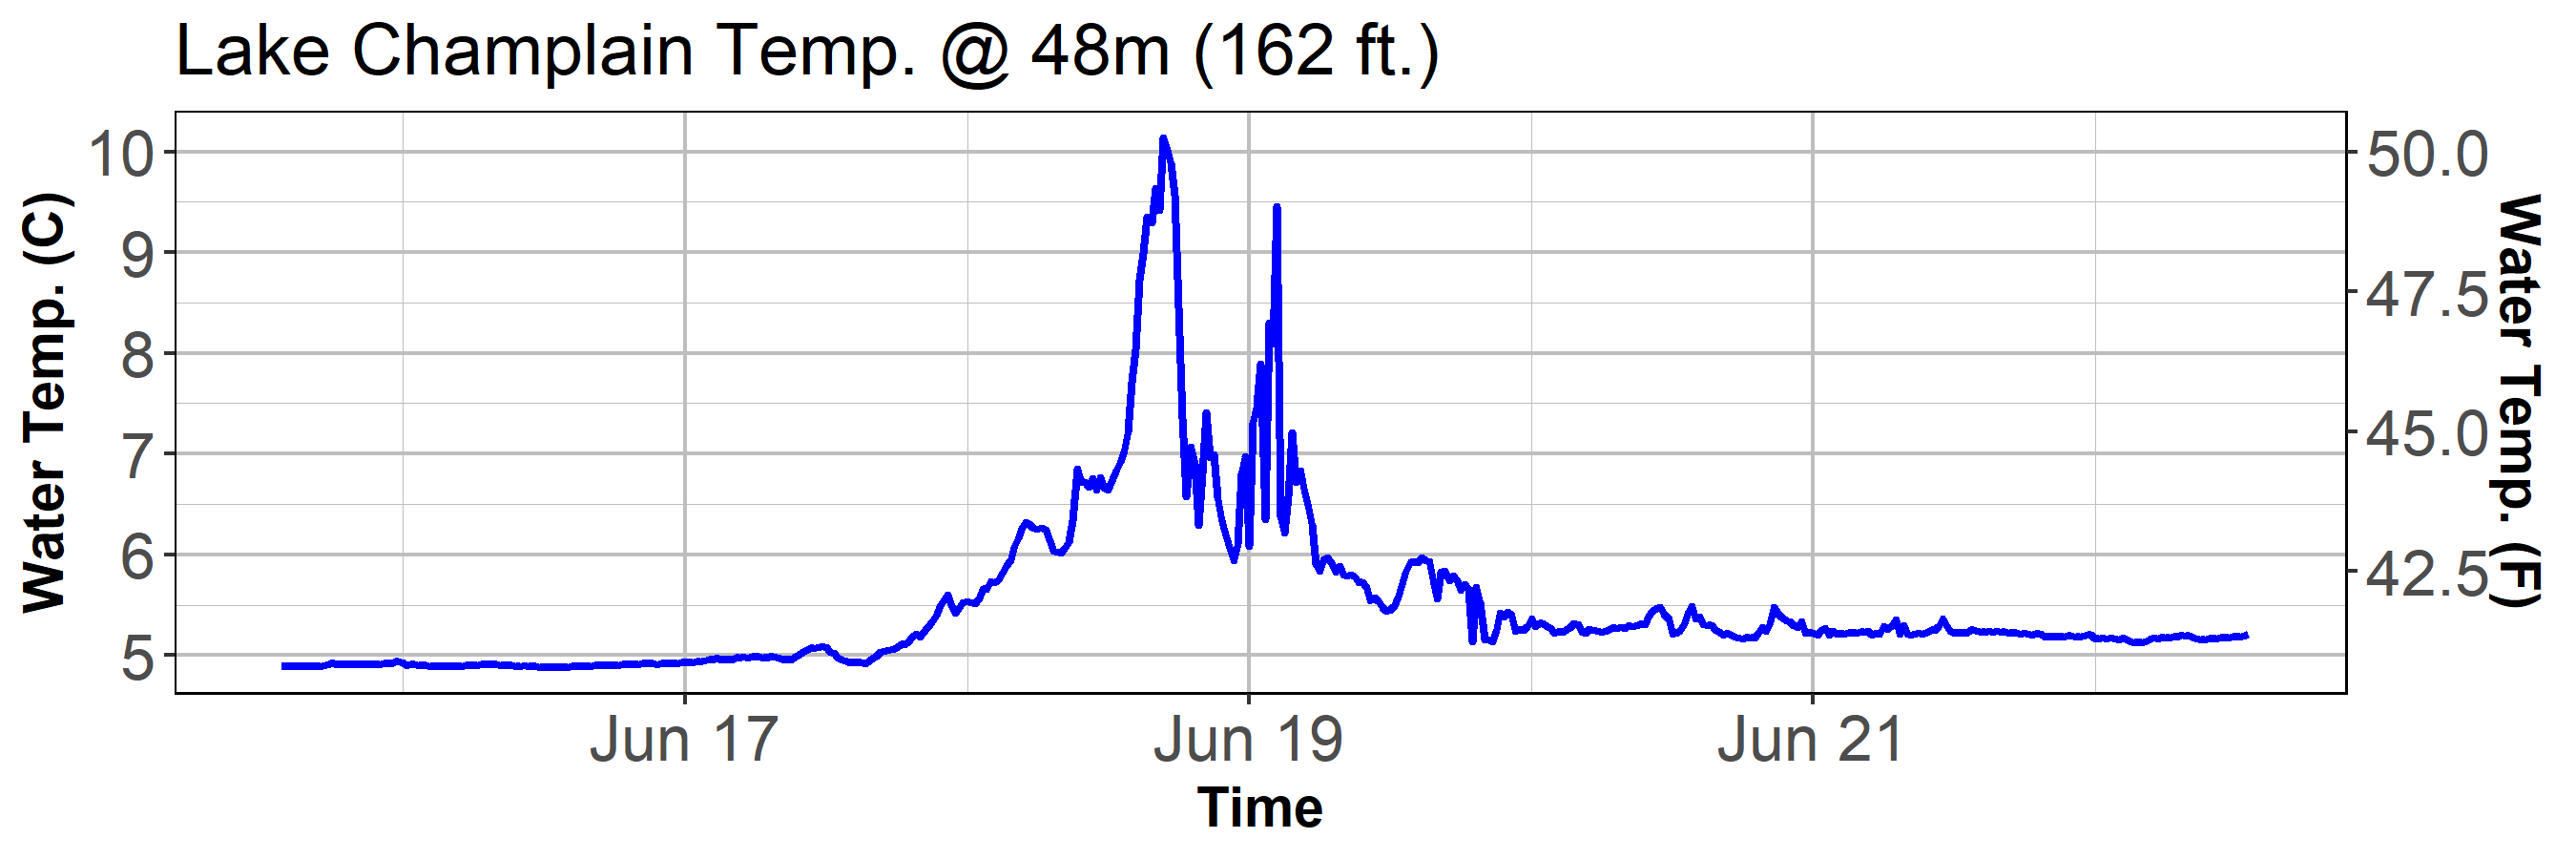 Lake Champlain Temp. @ 48m (162 ft.)
Water Temp. (C)
10
9
8
7
6
5
50.0
47.5
45.0
42.5
Water Temp. (F)
Jun 17
Jun 19
Jun 21
Time